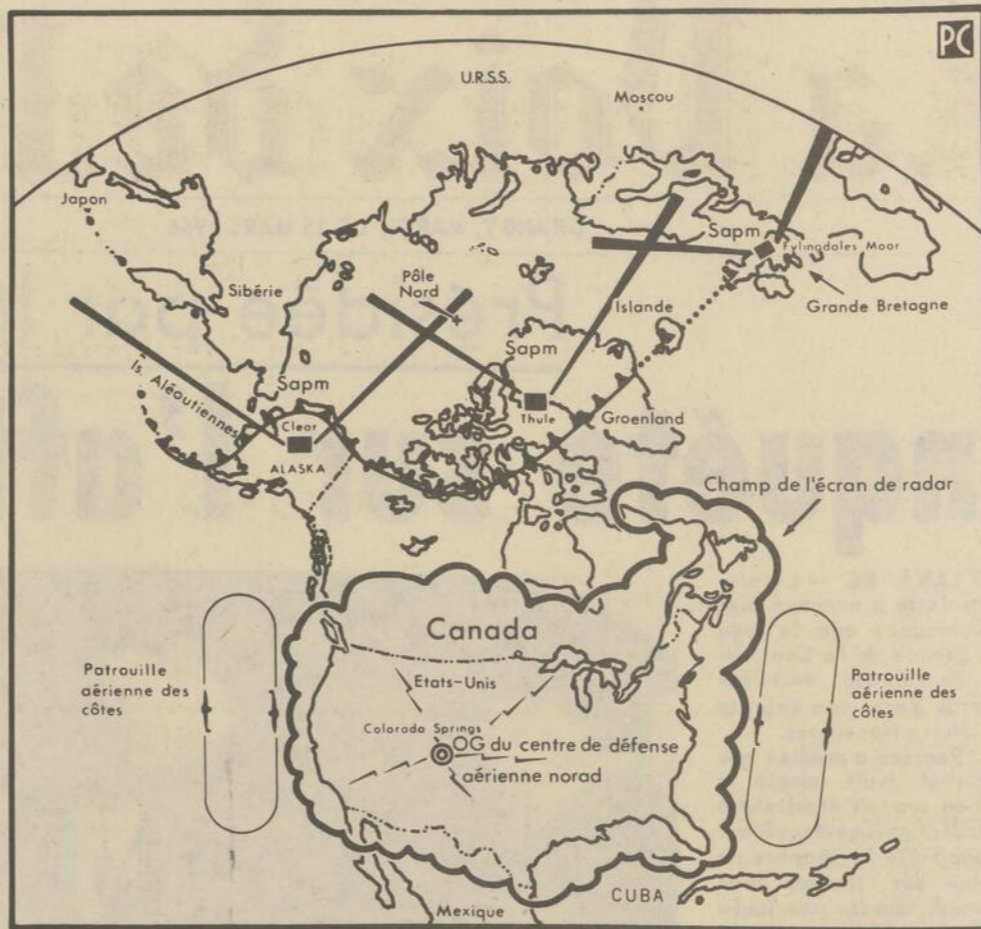 PC
U.R.S.S.
Moscou
Japon
Sapm
Fylingdales Moor
Pôle
Nord
Sibérie
Islande
Grande Bretagne
Sapm
Is. Aléoutiennes
Sapm
Clear
Thule
Groenland
ALASKA
Champ de l'écran de radar
Canada
Patrouille
aérienne des
côtes
Etats-Unis
Patrouille
aérienne des
côtes
Colorado Springs
OG du centre de défense
aérienne norad
CUBA
Mexique